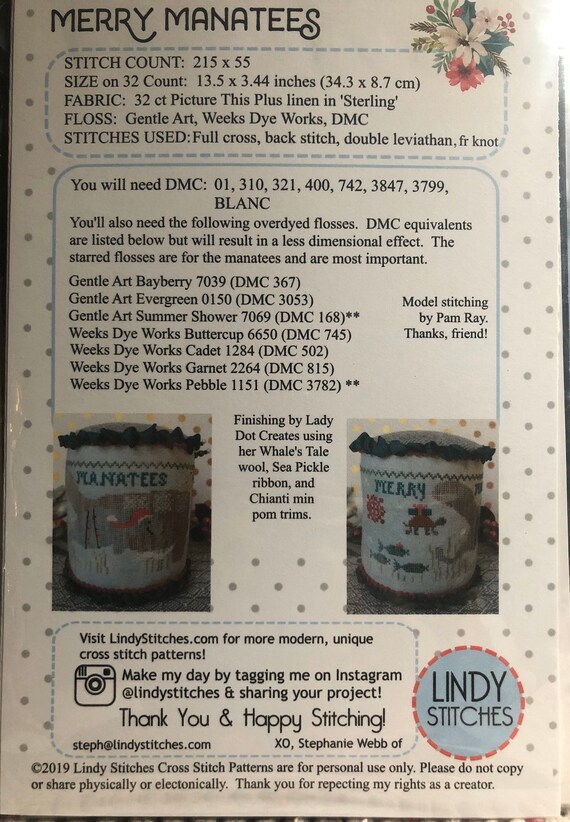 MERRY MANATEES
STITCH COUNT: 215 x 55
SIZE on 32 Count: 13.5 x 3.44 inches (34.3 x 8.7 cm)
FABRIC: 32 ct Picture This Plus linen in 'Sterling'
FLOSS: Gentle Art, Weeks Dye Works, DMC
STITCHES USED: Full cross, back stitch, double leviathan, fr knot
You will need DMC: 01, 310, 321, 400, 742, 3847, 3799,
BLANC
You'll also need the following overdyed flosses. DMC equivalents
are listed below but will result in a less dimensional effect. The
starred flosses are for the manatees and are most important.
Gentle Art Bayberry 7039 (DMC 367)
Gentle Art Evergreen 0150 (DMC 3053)
Gentle Art Summer Shower 7069 (DMC 168)**
Weeks Dye Works Buttercup 6650 (DMC 745)
Weeks Dye Works Cadet 1284 (DMC 502)
Weeks Dye Works Garnet 2264 (DMC 815)
Weeks Dye Works Pebble 1151 (DMC 3782) **
Model stitching
by Pam Ray.
Thanks, friend!
MANATEES
Finishing by Lady
Dot Creates using
her Whale's Tale
wool, Sea Pickle
ribbon, and
Chianti min
pom trims.
MERRY
Visit LindyStitches.com for more modern, unique
cross stitch patterns!
Make my day by tagging me on Instagram
@lindystitches & sharing your project!
Thank You & Happy Stitching!
steph@lindystitches.com XO, Stephanie Webb of
LINDY
STITCHES
©2019 Lindy Stitches Cross Stitch Patterns are for personal use only. Please do not copy
or share physically or electonically. Thank you for repecting my rights as a creator.